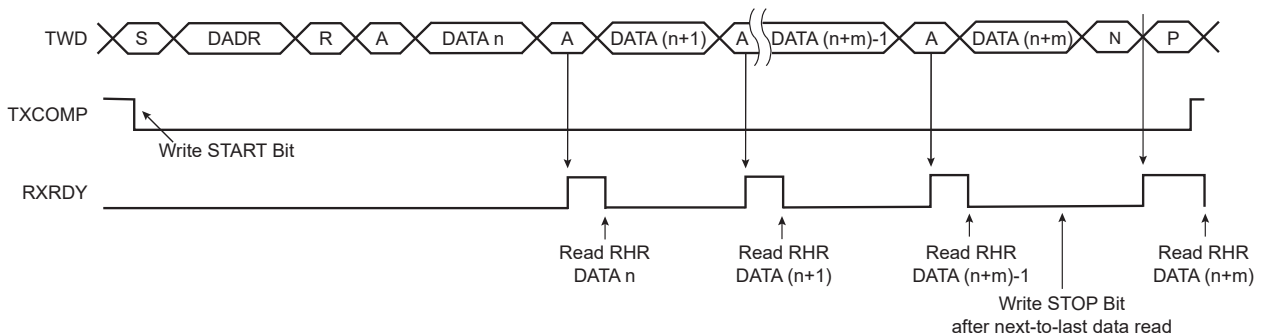 TWD S DADR R A DATA n A DATA (n+1) A DATA (n+m)-1 A DATA (n+m) N P
TXCOMP
Write START Bit
RXRDY
Read RHR Read RHR Read RHR Read RHR
DATA n DATA (n+1) DATA (n+m)-1 DATA (n+m)
Write STOP Bit
after next-to-last data read